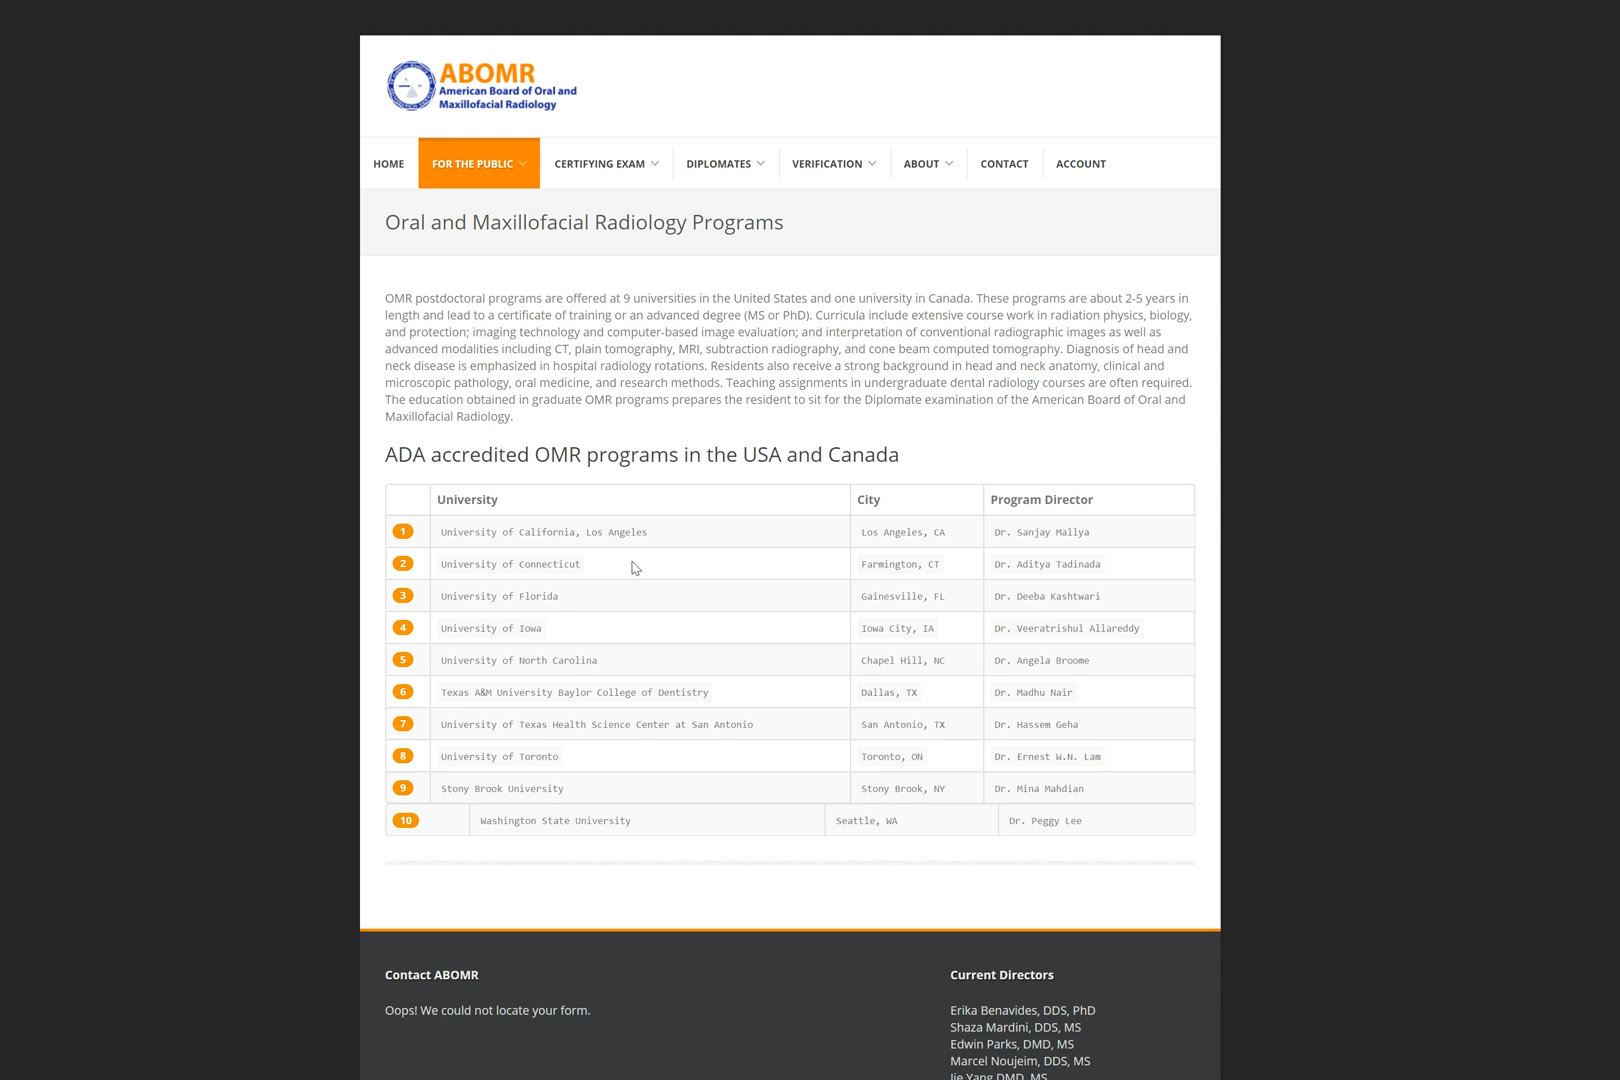 ABOMR
American Board of Oral and
Maxillofacial Radiology
HOME FOR THE PUBLIC CERTIFYING EXAM DIPLOMATES VERIFICATION ABOUT CONTACT ACCOUNT
Oral and Maxillofacial Radiology Programs
OMR postdoctoral programs are offered at 9 universities in the United States and one university in Canada. These programs are about 2-5 years in
length and lead to a certificate of training or an advanced degree (MS or PhD). Curricula include extensive course work in radiation physics, biology,
and protection; imaging technology and computer-based image evaluation; and interpretation of conventional radiographic images as well as
advanced modalities including CT, plain tomography, MRI, subtraction radiography, and cone beam computed tomography. Diagnosis of head and
neck disease is emphasized in hospital radiology rotations. Residents also receive a strong background in head and neck anatomy, clinical and
microscopic pathology, oral medicine, and research methods. Teaching assignments in undergraduate dental radiology courses are often required.
The education obtained in graduate OMR programs prepares the resident to sit for the Diplomate examination of the American Board of Oral and
Maxillofacial Radiology.
ADA accredited OMR programs in the USA and Canada
University City Program Director
1 University of California, Los Angeles Los Angeles, CA Dr. Sanjay Mallya
2 University of Connecticut Farmington, CT Dr. Aditya Tadinada
3 University of Florida Gainesville, FL Dr. Deeba Kashtwari
4 University of Iowa Iowa City, IA Dr. Veeratrishul Allareddy
5 University of North Carolina Chapel Hill, NC Dr. Angela Broome
6 Texas A&M University Baylor College of Dentistry Dallas, TX Dr. Madhu Nair
7 University of Texas Health Science Center at San Antonio San Antonio, TX Dr. Hassem Geha
8 University of Toronto Toronto, ON Dr. Ernest W.N. Lam
9 Stony Brook University Stony Brook, NY Dr. Mina Mahdian
10 Washington State University Seattle, WA Dr. Peggy Lee
Contact ABOMR
Oops! We could not locate your form.
Current Directors
Erika Benavides, DDS, PhD
Shaza Mardini, DDS, MS
Edwin Parks, DMD, MS
Marcel Noujeim, DDS, MS
Jie Yang DMD, MS